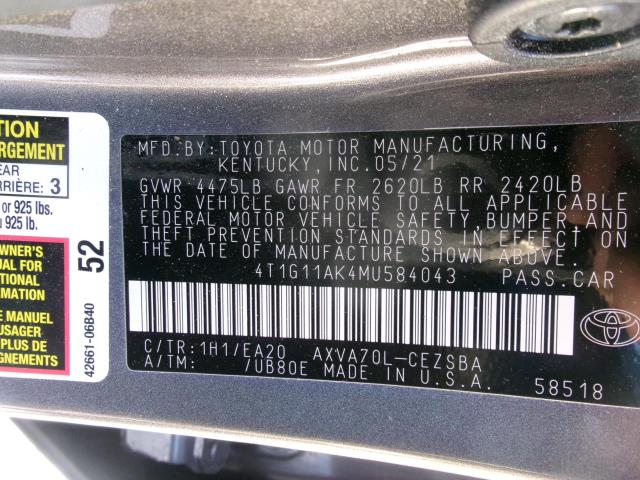 MFD.BY:TOYOTA MOTOR MANUFACTURING,
KENTUCKY, INC. 05/21
GVWR 4475LB GAWR FR 2620LB RR 2420LB
THIS VEHICLE CONFORMS TO ALL APPLICABLE
FEDERAL MOTOR VEHICLE SAFETY, BUMPER AND
THEFT PREVENTION STANDARDS IN EFFECT ON
THE DATE OF MANUFACTURE SHOWN ABOVE.
4T1G11AK4MU584043 PASS.CAR
C/TR:1H1/EA20 AXVA70L-CEZSBA
A/TM: /UB80E MADE IN U.S.A.
58518
TOYOTA
TION
RGEMENT
EAR
RRIÈRE: 3
or 925 lbs.
u 925 lb.
WNER'S
UAL FOR
TIONAL
MATION
E MANUEL
'USAGER
PLUS DE
52
42661-06B40